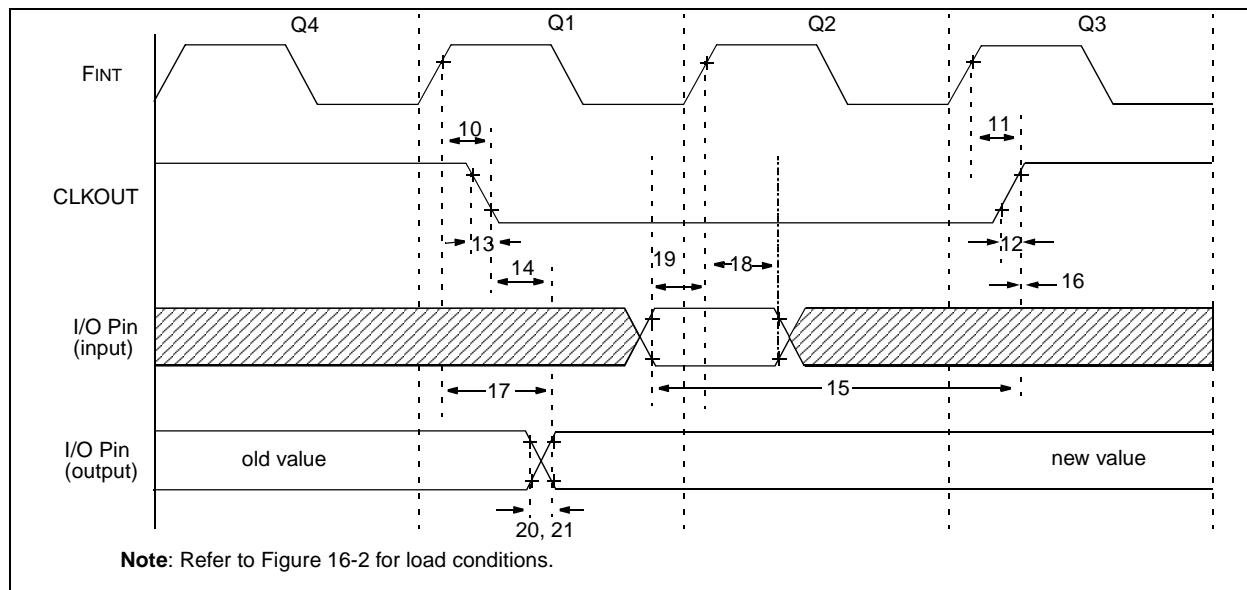 Q4 Q1 Q2 Q3
FINT
10
11
CLKOUT
13
12
14
19
18
16
I/O Pin
(input)
17
15
I/O Pin
(output)
old value
new value
20, 21
Note: Refer to Figure 16-2 for load conditions.